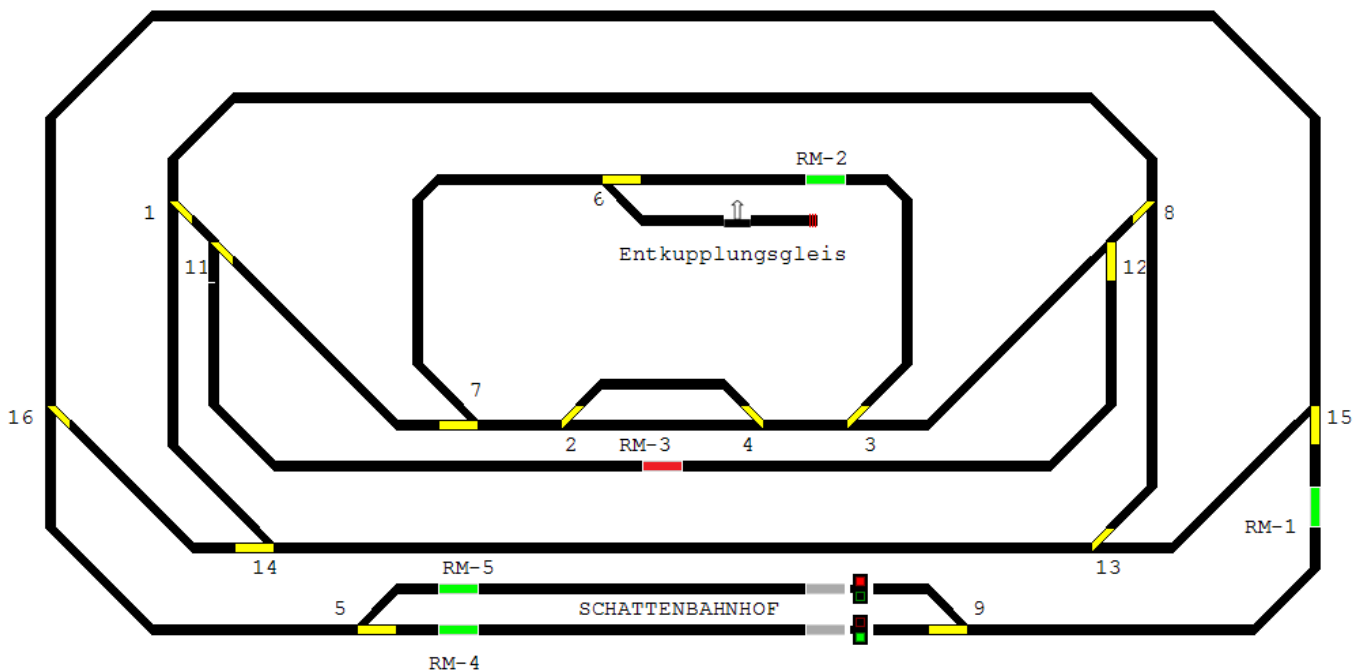 RM-2
6
1
8
Entkupplungsgleis
11
12
7
16
15
2
RM-3
4
3
RM-1
14
RM-5
13
5
SCHATTENBAHNHOF
9
RM-4